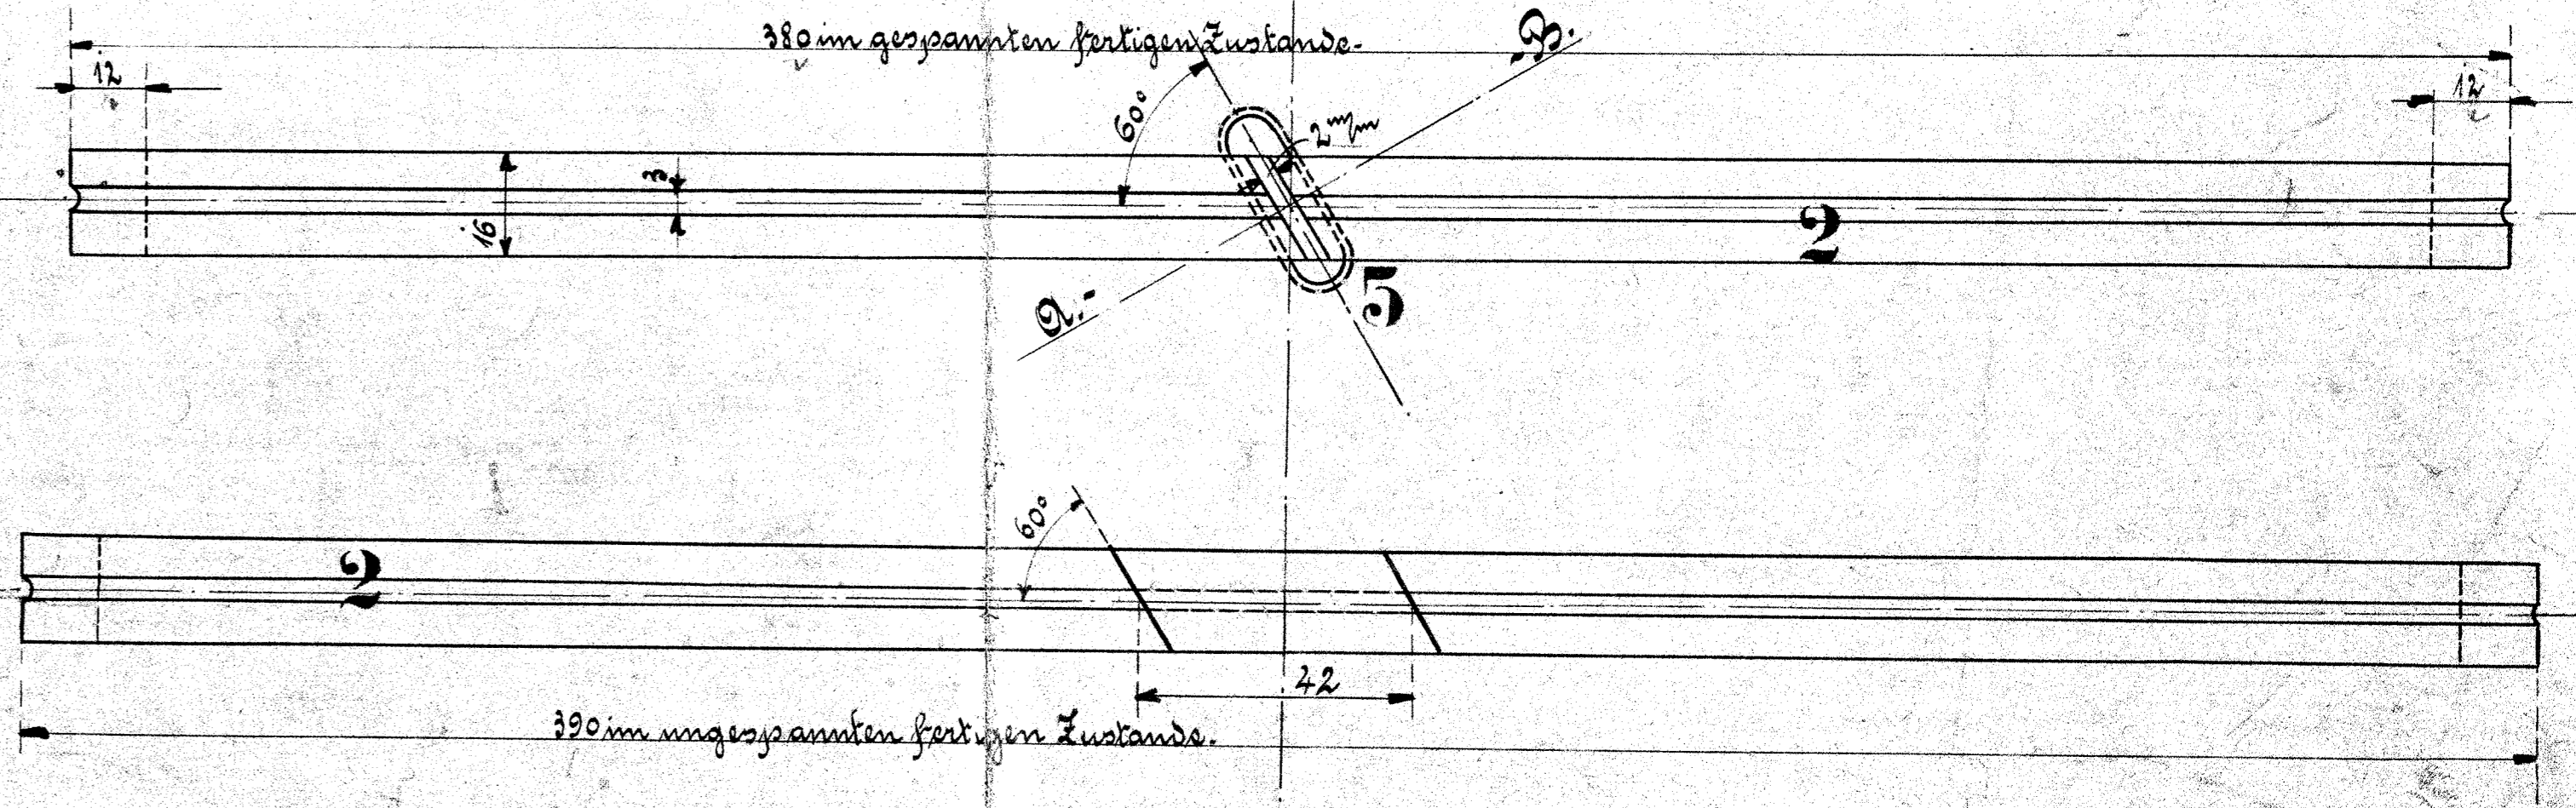 380 im gespannten fertigen Zustande.
12
12
60°
2 m/m
-B.
3
16
2
A.-
5
60°
2
42
390 im ungespannten fertigen Zustande.